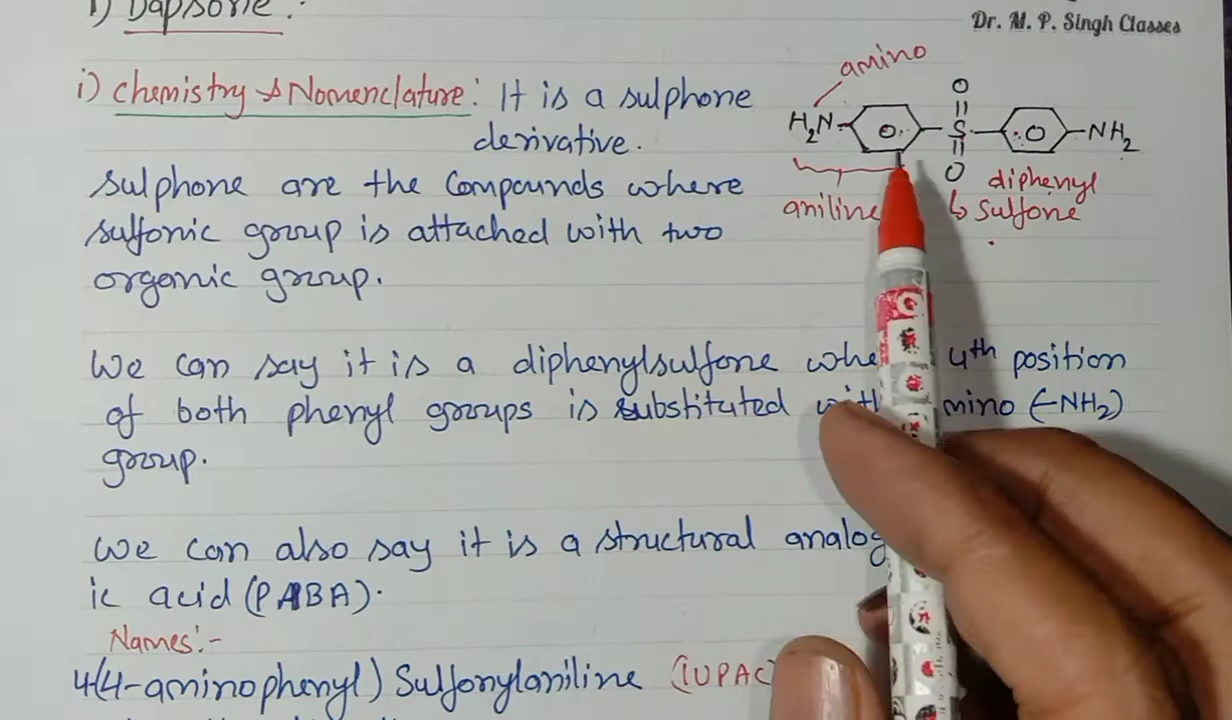 1) Dapsone:
Dr. M. P. Singh Classes
i) Chemistry & Nomenclature: It is a sulphone
derivative.
Sulphone are the Compounds where
sulfonic group is attached with two
organic group.
amino
O
H₂N S NH₂
O
aniline
diphenyl
Sulfone
We can say it is a diphenylsulfone 4th position
of both phenyl groups is substituted (-NH₂)
group.
We can also say it is a structural
ic acid (PABA).
Names:-
4(4-aminophenyl) Sulfonylaniline (IUPAC